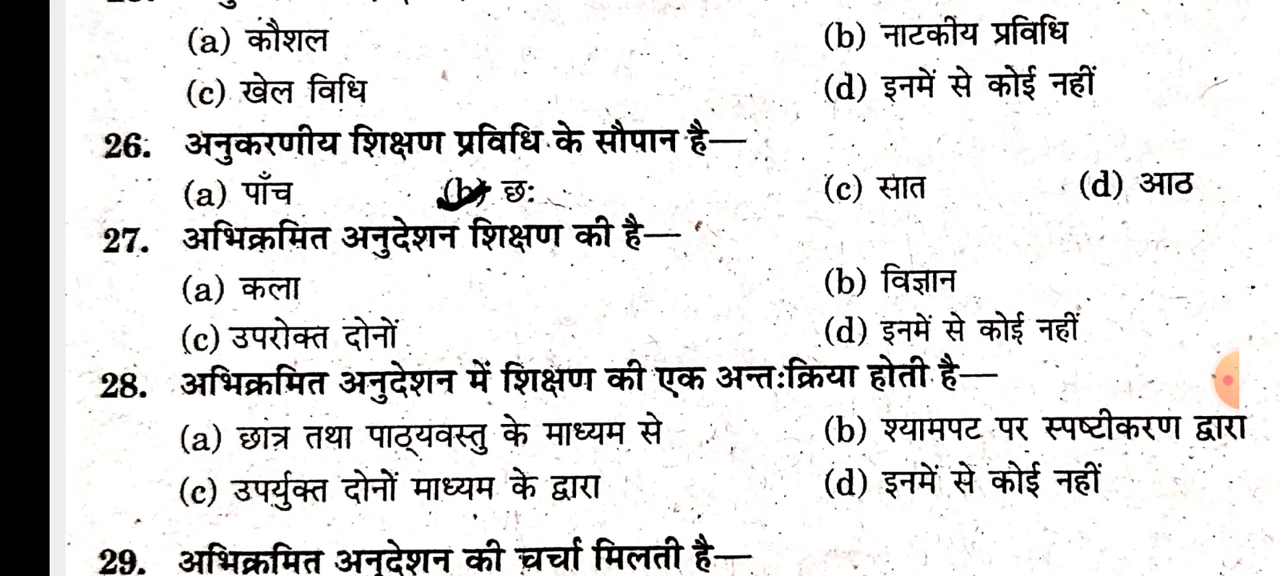 (a) कौशल (b) नाटकीय प्रविधि
(c) खेल विधि (d) इनमें से कोई नहीं
26. अनुकरणीय शिक्षण प्रविधि के सौपान है—
(a) पाँच (b) छः (c) सात (d) आठ
27. अभिक्रमित अनुदेशन शिक्षण की है—
(a) कला (b) विज्ञान
(c) उपरोक्त दोनों (d) इनमें से कोई नहीं
28. अभिक्रमित अनुदेशन में शिक्षण की एक अन्तःक्रिया होती है—
(a) छात्र तथा पाठ्यवस्तु के माध्यम से (b) श्यामपट पर स्पष्टीकरण द्वारा
(c) उपर्युक्त दोनों माध्यम के द्वारा (d) इनमें से कोई नहीं
29. अभिक्रमित अनुदेशन की चर्चा मिलती है—